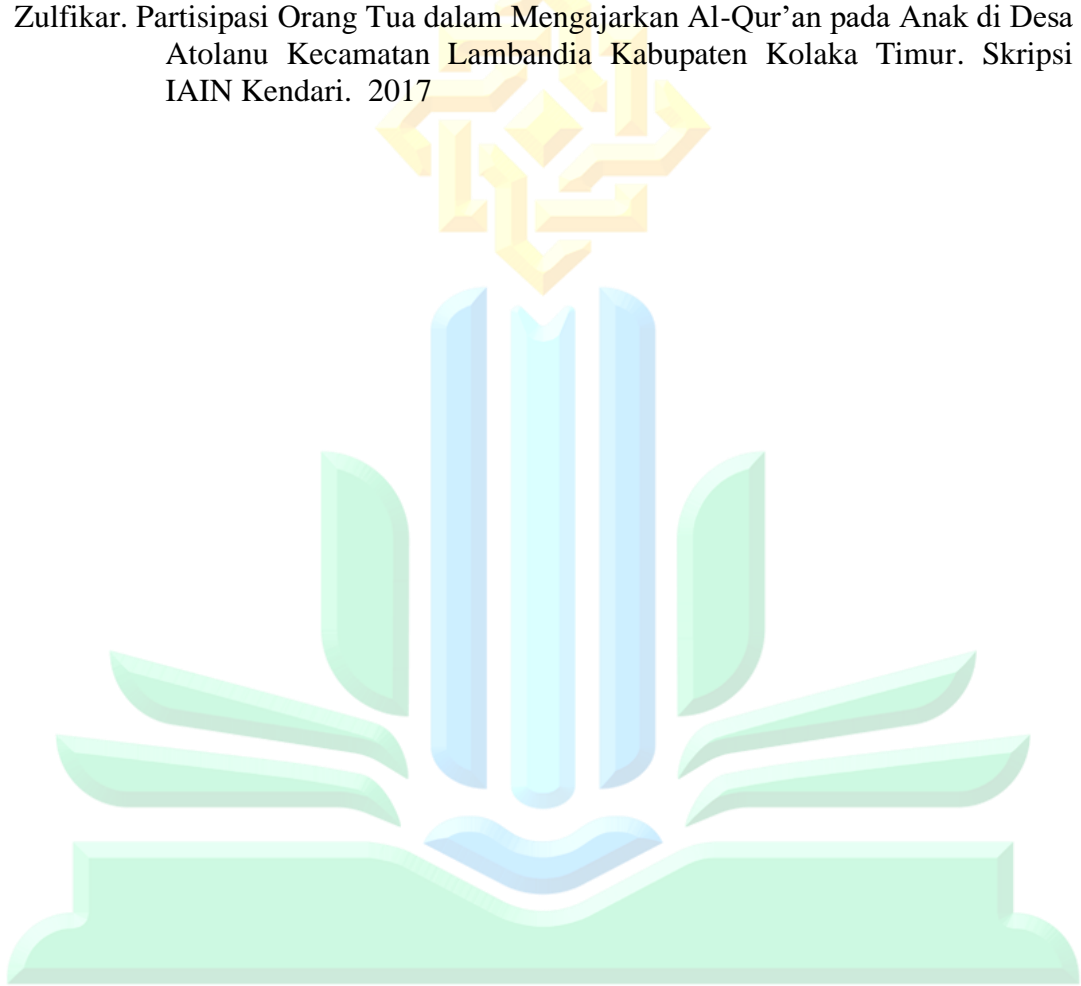 Zulfikar. Partisipasi Orang Tua dalam Mengajarkan Al-Qur’an pada Anak di Desa
Atolanu Kecamatan Lambandia Kabupaten Kolaka Timur. Skripsi
IAIN Kendari. 2017